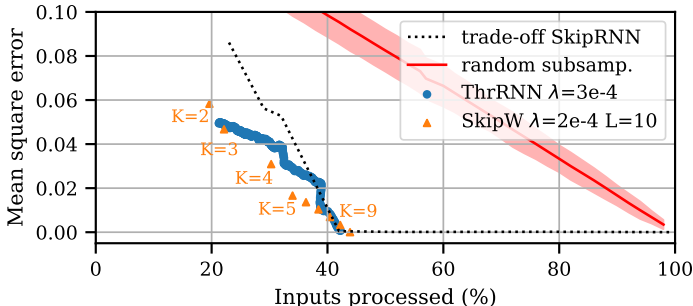 0.10
0.08
0.06
0.04
0.02
0.00
Mean square error
trade-off SkipRNN
random subsamp.
ThrRNN λ=3e-4
SkipW λ=2e-4 L=10
K=2
K=3
K=4
K=5
K=9
0
20
40
60
80
100
Inputs processed (%)